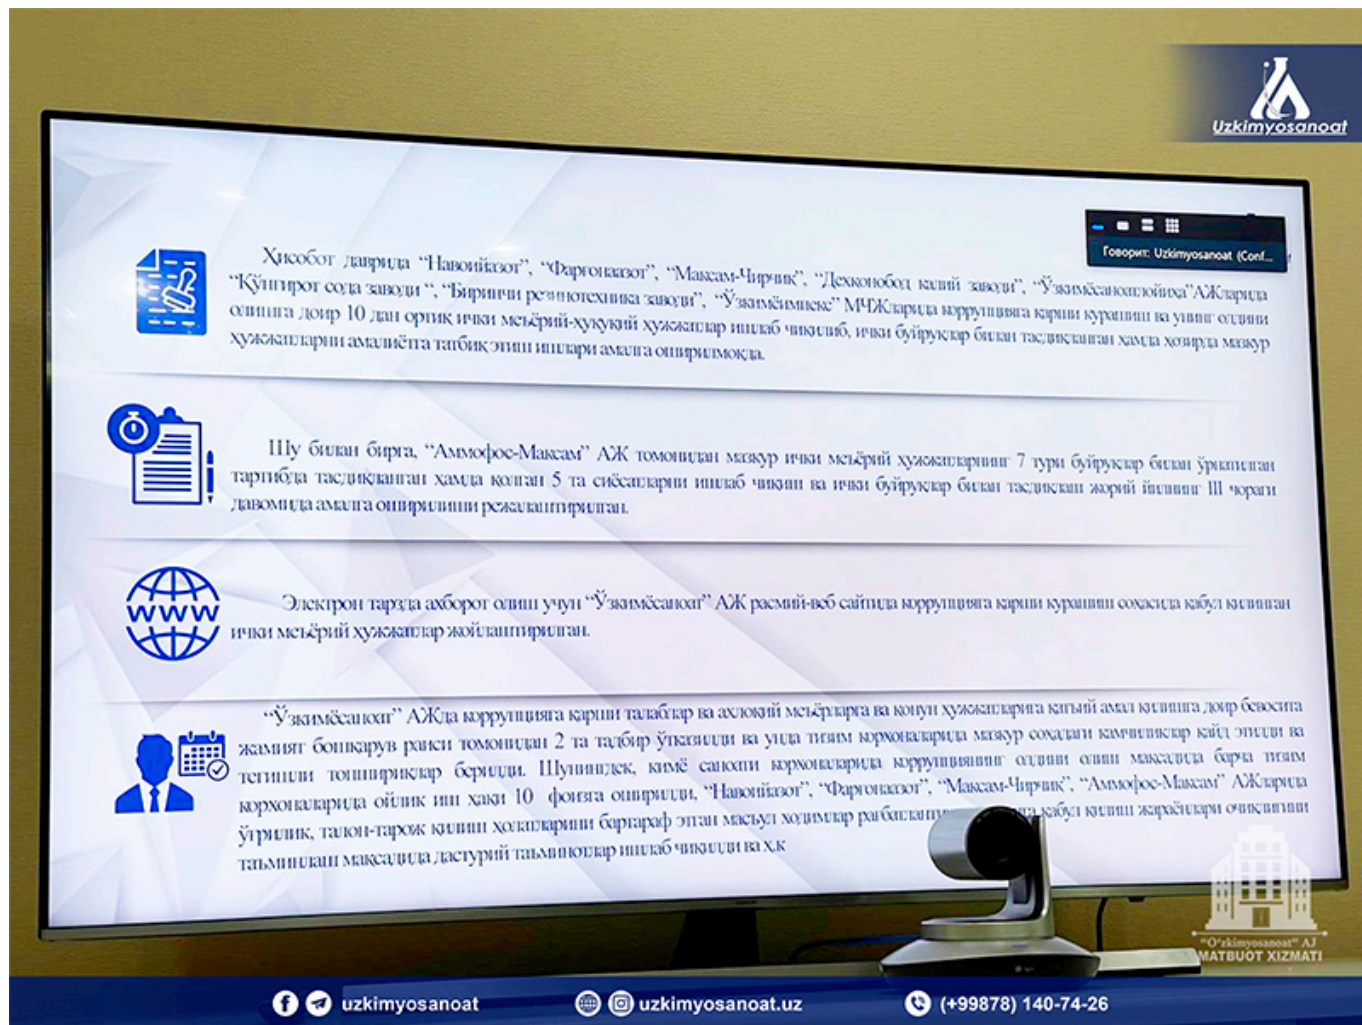 Uzkimyosanoat
Говорит: Uzkimyosanoat (Conf...
Ҳисобот даврида “Навоийазот”, “Фарғонаазот”, “Максам-Чирчиқ”, “Деҳқонобод калий заводи”, “Ўзкимёсаноатлойиҳа”АЖларида
“Қўнғирот сода заводи “, “Биринчи резинотехника заводи”, “Ўзкимёимпекс” МЧЖларида коррупцияга қарши курашиш ва унинг олдини
олишга доир 10 дан ортиқ ички меъёрий-ҳуқуқий ҳужжатлар ишлаб чиқилиб, ички буйруқлар билан тасдиқланган ҳамда ҳозирда мазкур
ҳужжатларни амалиётга татбиқ этиш ишлари амалга оширилмоқда.
Шу билан бирга, “Аммофос-Максам” АЖ томонидан мазкур ички меъёрий ҳужжатларнинг 7 тури буйруқлар билан ўрнатилган
тартибда тасдиқланган ҳамда қолган 5 та сиёсатларни ишлаб чиқиш ва ички буйруқлар билан тасдиқлаш жорий йилнинг III чораги
давомида амалга оширилиши режалаштирилган.
www
Электрон тарзда ахборот олиш учун “Ўзкимёсаноат” АЖ расмий-веб сайтида коррупцияга қарши курашиш соҳасида қабул қилинган
ички меъёрий ҳужжатлар жойлаштирилган.
“Ўзкимёсаноат” АЖда коррупцияга қарши талаблар ва ахлоқий меъёрларга ва қонун ҳужжатларига қатъий амал қилишга доир бевосита
жамият бошқарув раиси томонидан 2 та тадбир ўтказилди ва унда тизим корхоналарида мазкур соҳадаги камчиликлар қайд этилди ва
тегишли топшириқлар берилди. Шунингдек, кимё саноати корхоналарида коррупциянинг олдини олиш мақсадида барча тизим
корхоналарида ойлик иш ҳақи 10 фоизга оширилди, “Навоийазот”, “Фарғонаазот”, “Максам-Чирчиқ”, “Аммофос-Максам” АЖларида
ўғрилик, талон-тарож қилиш ҳолатларини бартараф этган масъул ходимлар қабул қилиш жараёнлари очиқлигини
таъминлаш мақсадида дастурий таъминотлар ишлаб чиқилди ва ҳ.к
"O‘zkimyosanoat" AJ
MATBUOT XIZMATI
uzkimyosanoat
uzkimyosanoat.uz
(+99878) 140-74-26